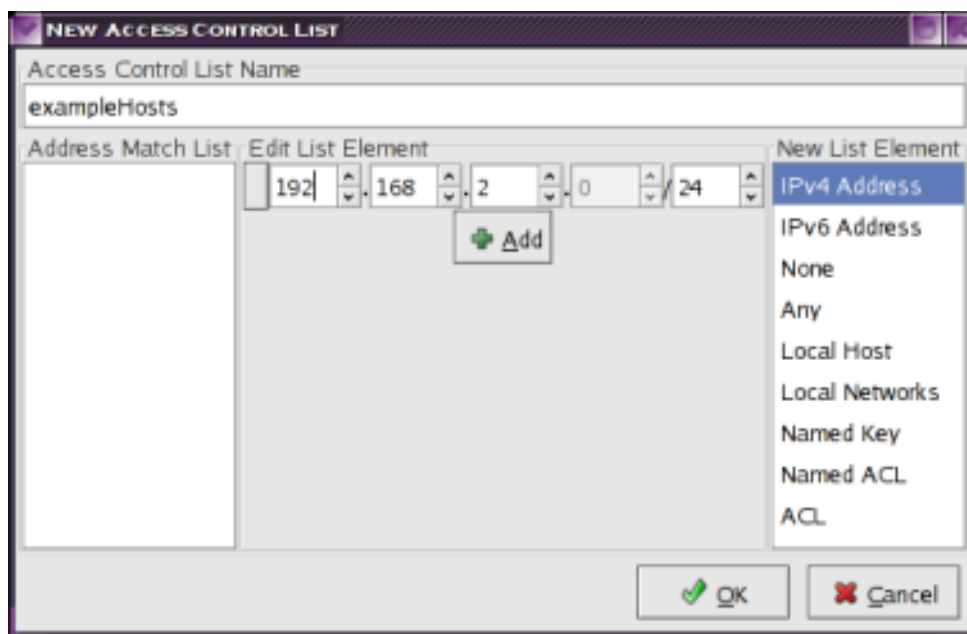 NEW ACCESS CONTROL LIST
Access Control List Name
exampleHosts
Address Match List
Edit List Element
192 . 168 . 2 . 0 / 24
Add
New List Element
IPv4 Address
IPv6 Address
None
Any
Local Host
Local Networks
Named Key
Named ACL
ACL
OK
Cancel